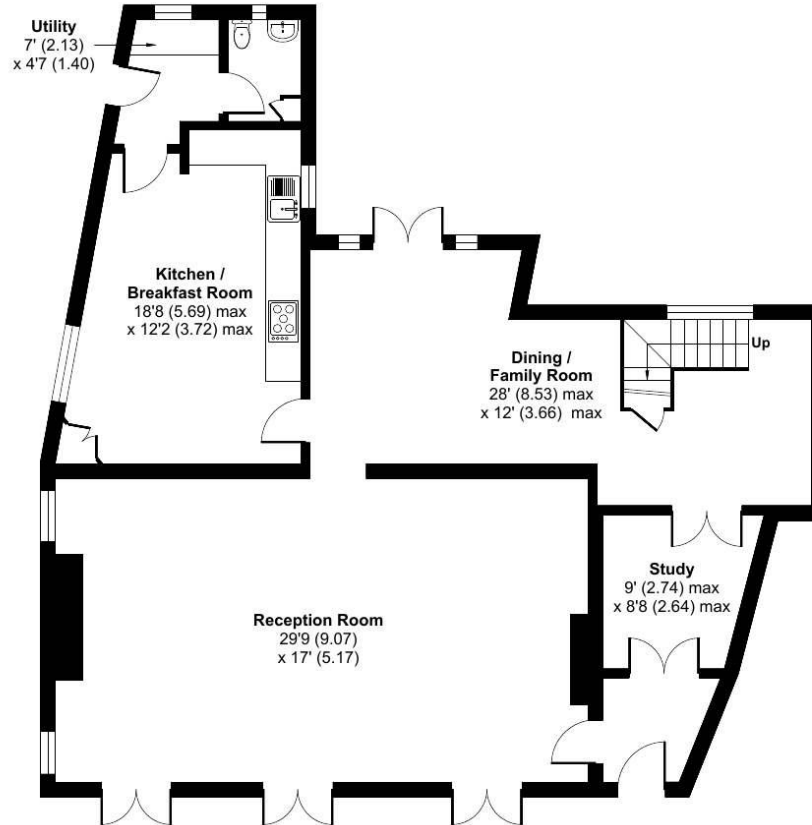 Utility
7' (2.13)
x 4'7 (1.40)
Kitchen /
Breakfast Room
18'8 (5.69) max
x 12'2 (3.72) max
Up
Dining /
Family Room
28' (8.53) max
x 12' (3.66) max
Study
9' (2.74) max
x 8'8 (2.64) max
Reception Room
29'9 (9.07)
x 17' (5.17)